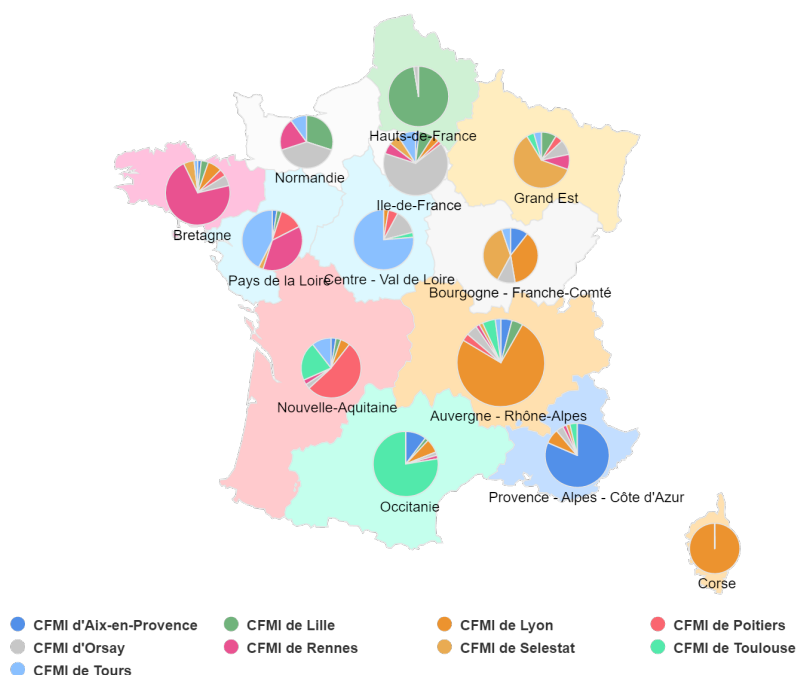 Hauts-de-France
Normandie
Ile-de-France
Grand Est
Bretagne
Pays de la Loire
Centre - Val de Loire
Bourgogne - Franche-Comté
Nouvelle-Aquitaine
Auvergne - Rhône-Alpes
Occitanie
Provence - Alpes - Côte d'Azur
Corse
CFMI d'Aix-en-Provence CFMI de Lille CFMI de Lyon CFMI de Poitiers
CFMI d'Orsay CFMI de Rennes CFMI de Selestat CFMI de Toulouse
CFMI de Tours